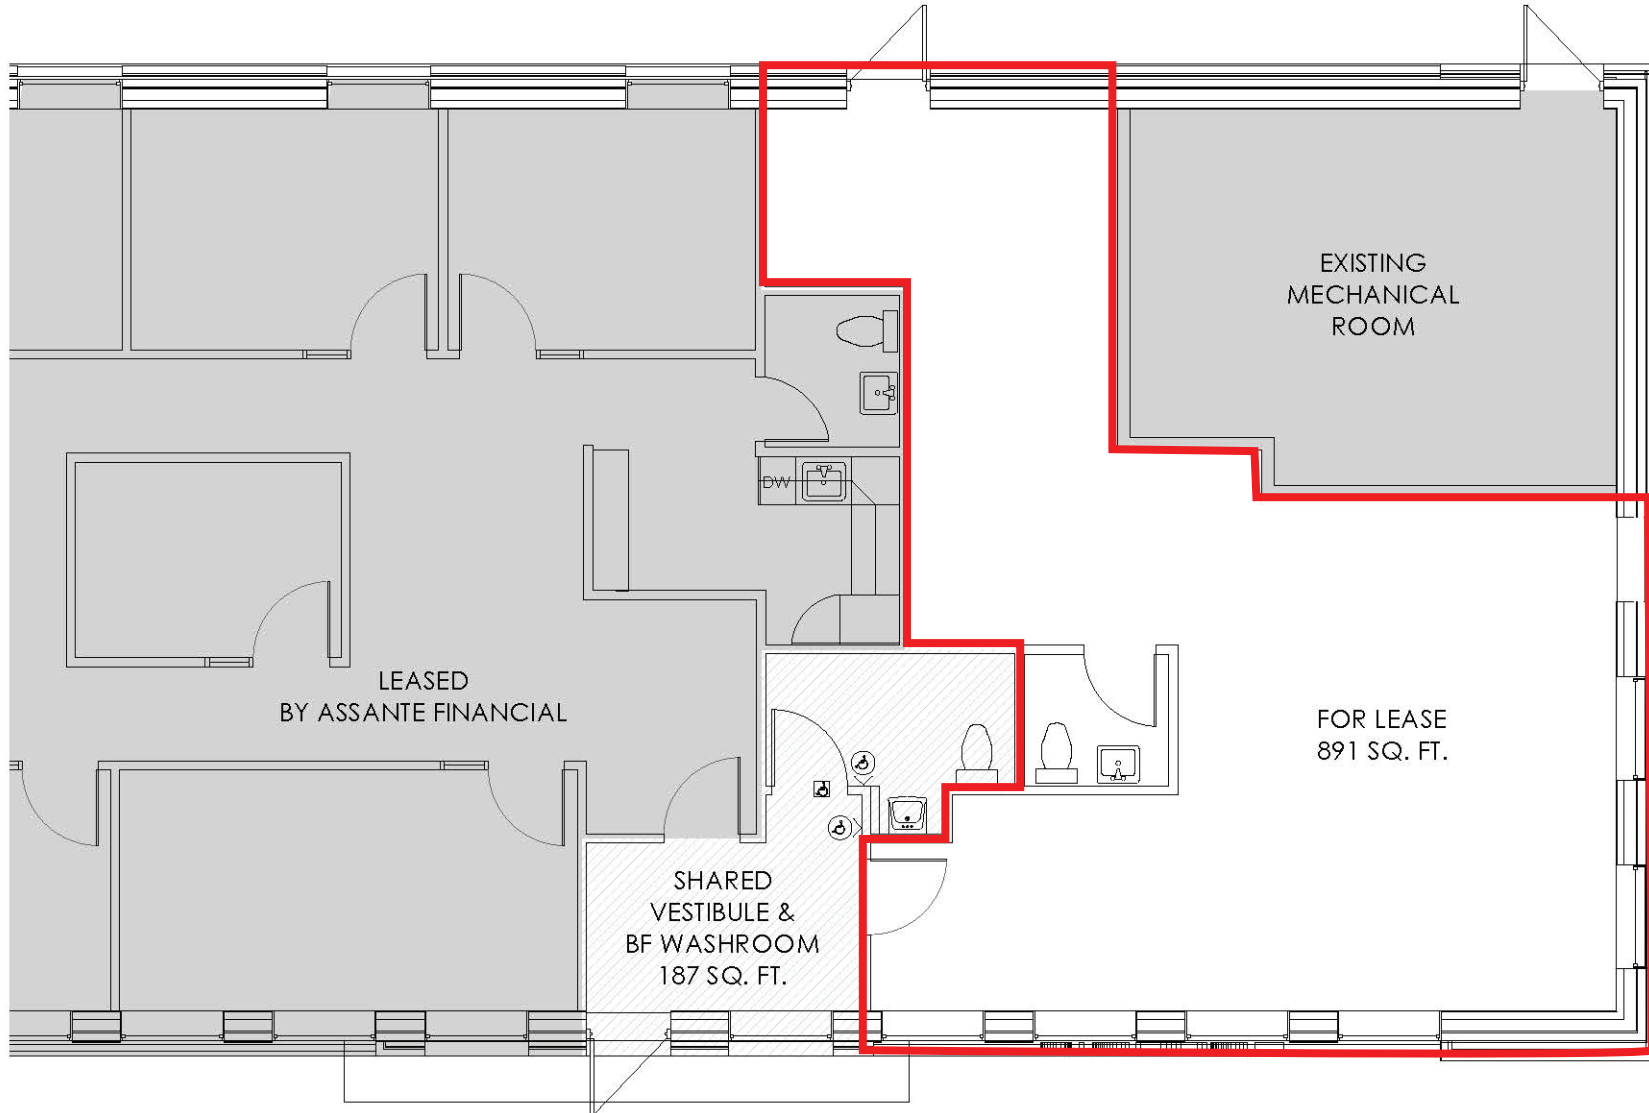 EXISTING
MECHANICAL
ROOM
DW
LEASED
BY ASSANTE FINANCIAL
FOR LEASE
891 SQ. FT.
SHARED
VESTIBULE &
BF WASHROOM
187 SQ. FT.